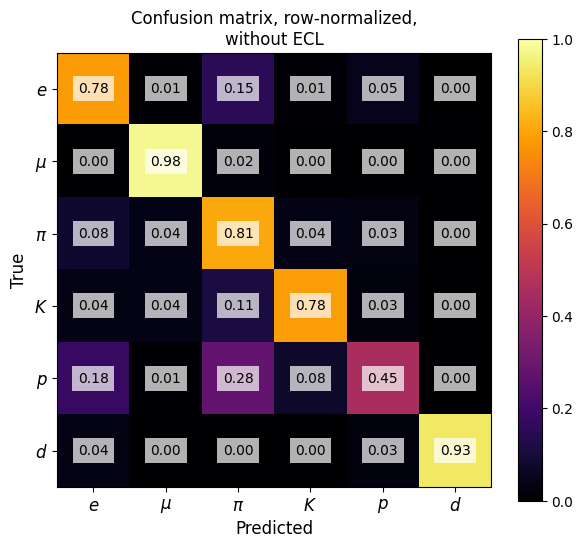 Confusion matrix, row-normalized,
without ECL
1.0
e 0.78 0.01 0.15 0.01 0.05 0.00
0.8
μ 0.00 0.98 0.02 0.00 0.00 0.00
0.6
π 0.08 0.04 0.81 0.04 0.03 0.00
True
K 0.04 0.04 0.11 0.78 0.03 0.00
0.4
p 0.18 0.01 0.28 0.08 0.45 0.00
0.2
d 0.04 0.00 0.00 0.00 0.03 0.93
0.0
e μ π K p d
Predicted